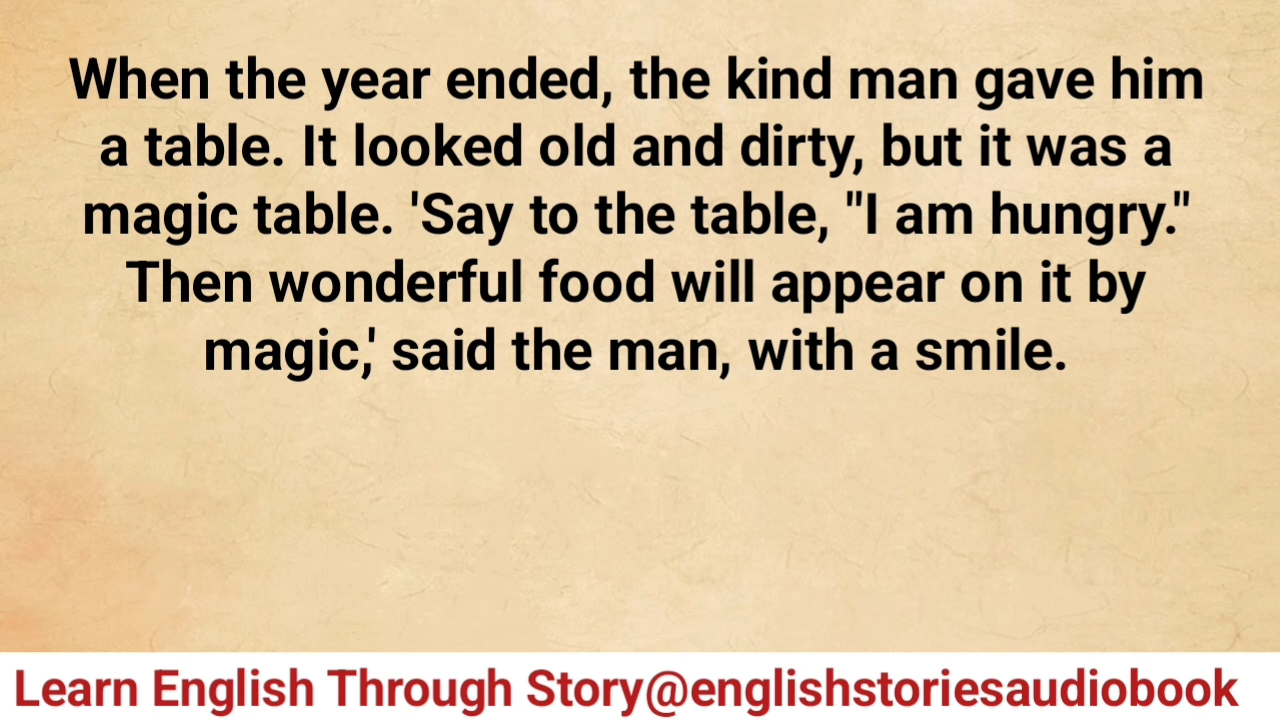 When the year ended, the kind man gave him
a table. It looked old and dirty, but it was a
magic table. 'Say to the table, "I am hungry."
Then wonderful food will appear on it by
magic,' said the man, with a smile.
Learn English Through Story@englishstoriesaudiobook